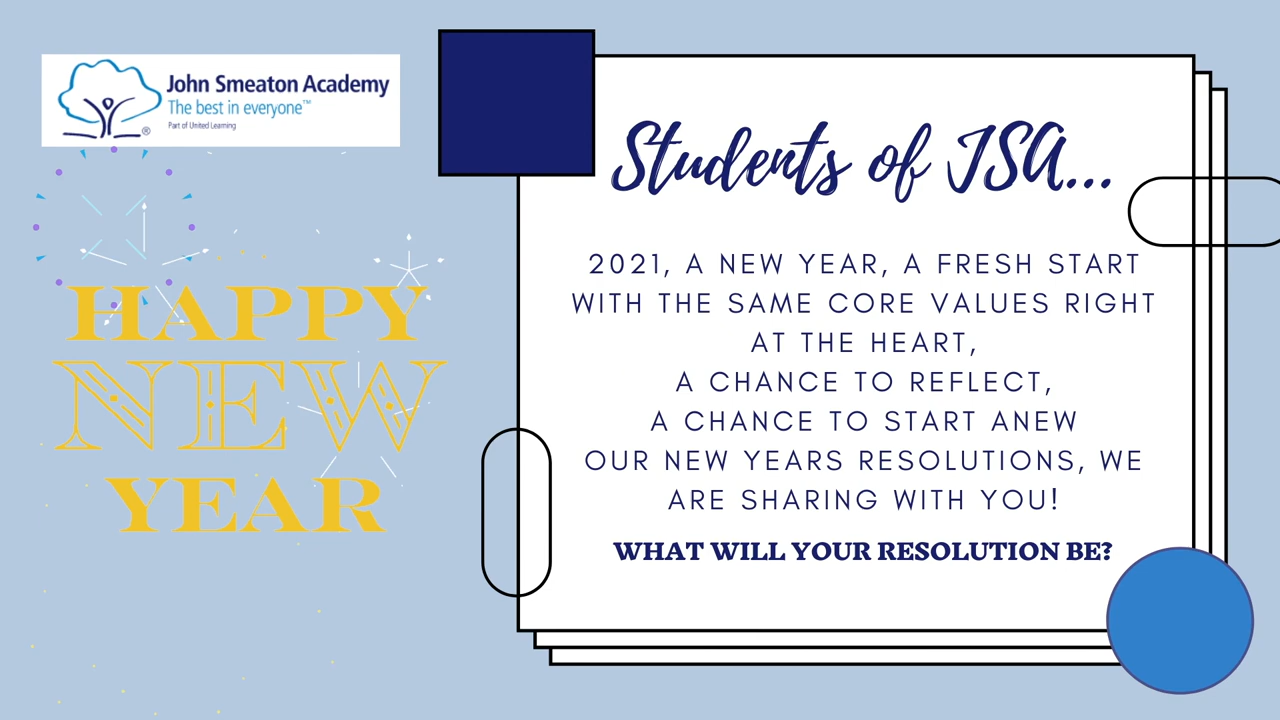 John Smeaton Academy
The best in everyone™
Part of United Learning
®
HAPPY
NEW
YEAR
Students of JSA...
2021, A NEW YEAR, A FRESH START
WITH THE SAME CORE VALUES RIGHT
AT THE HEART,
A CHANCE TO REFLECT,
A CHANCE TO START ANEW
OUR NEW YEARS RESOLUTIONS, WE
ARE SHARING WITH YOU!
WHAT WILL YOUR RESOLUTION BE?